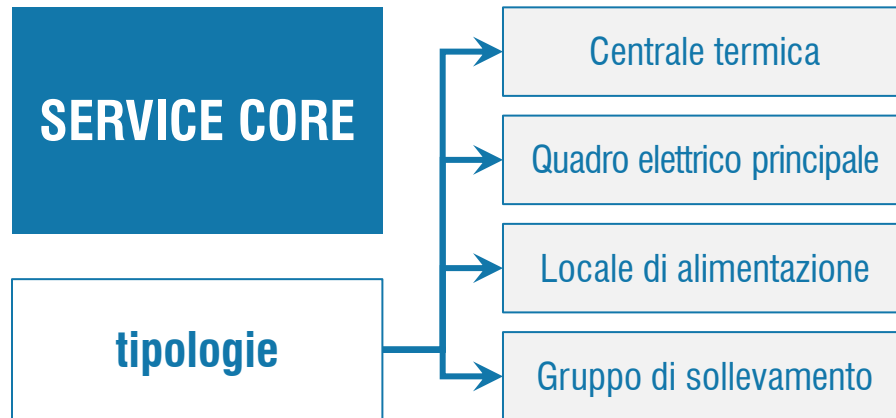 SERVICE CORE
tipologie
Centrale termica
Quadro elettrico principale
Locale di alimentazione
Gruppo di sollevamento